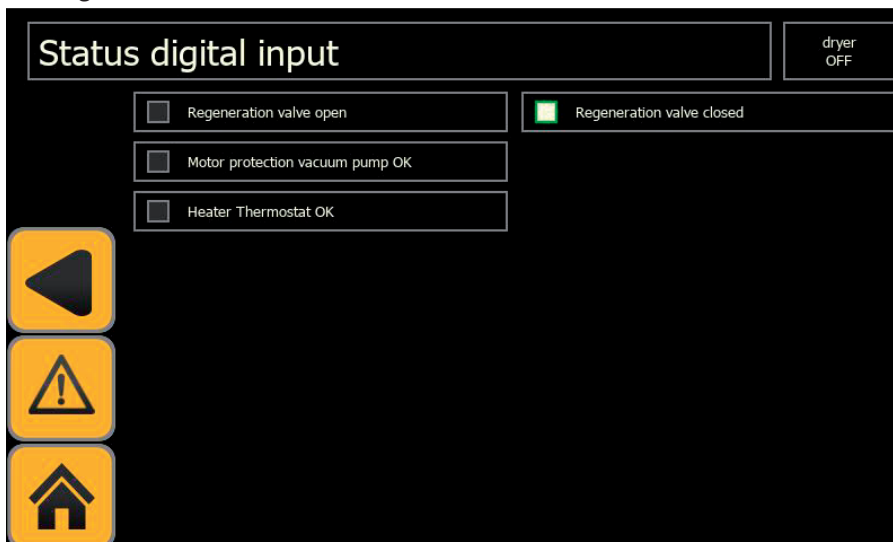 Status digital input
dryer
OFF
Regeneration valve open
Regeneration valve closed
Motor protection vacuum pump OK
Heater Thermostat OK